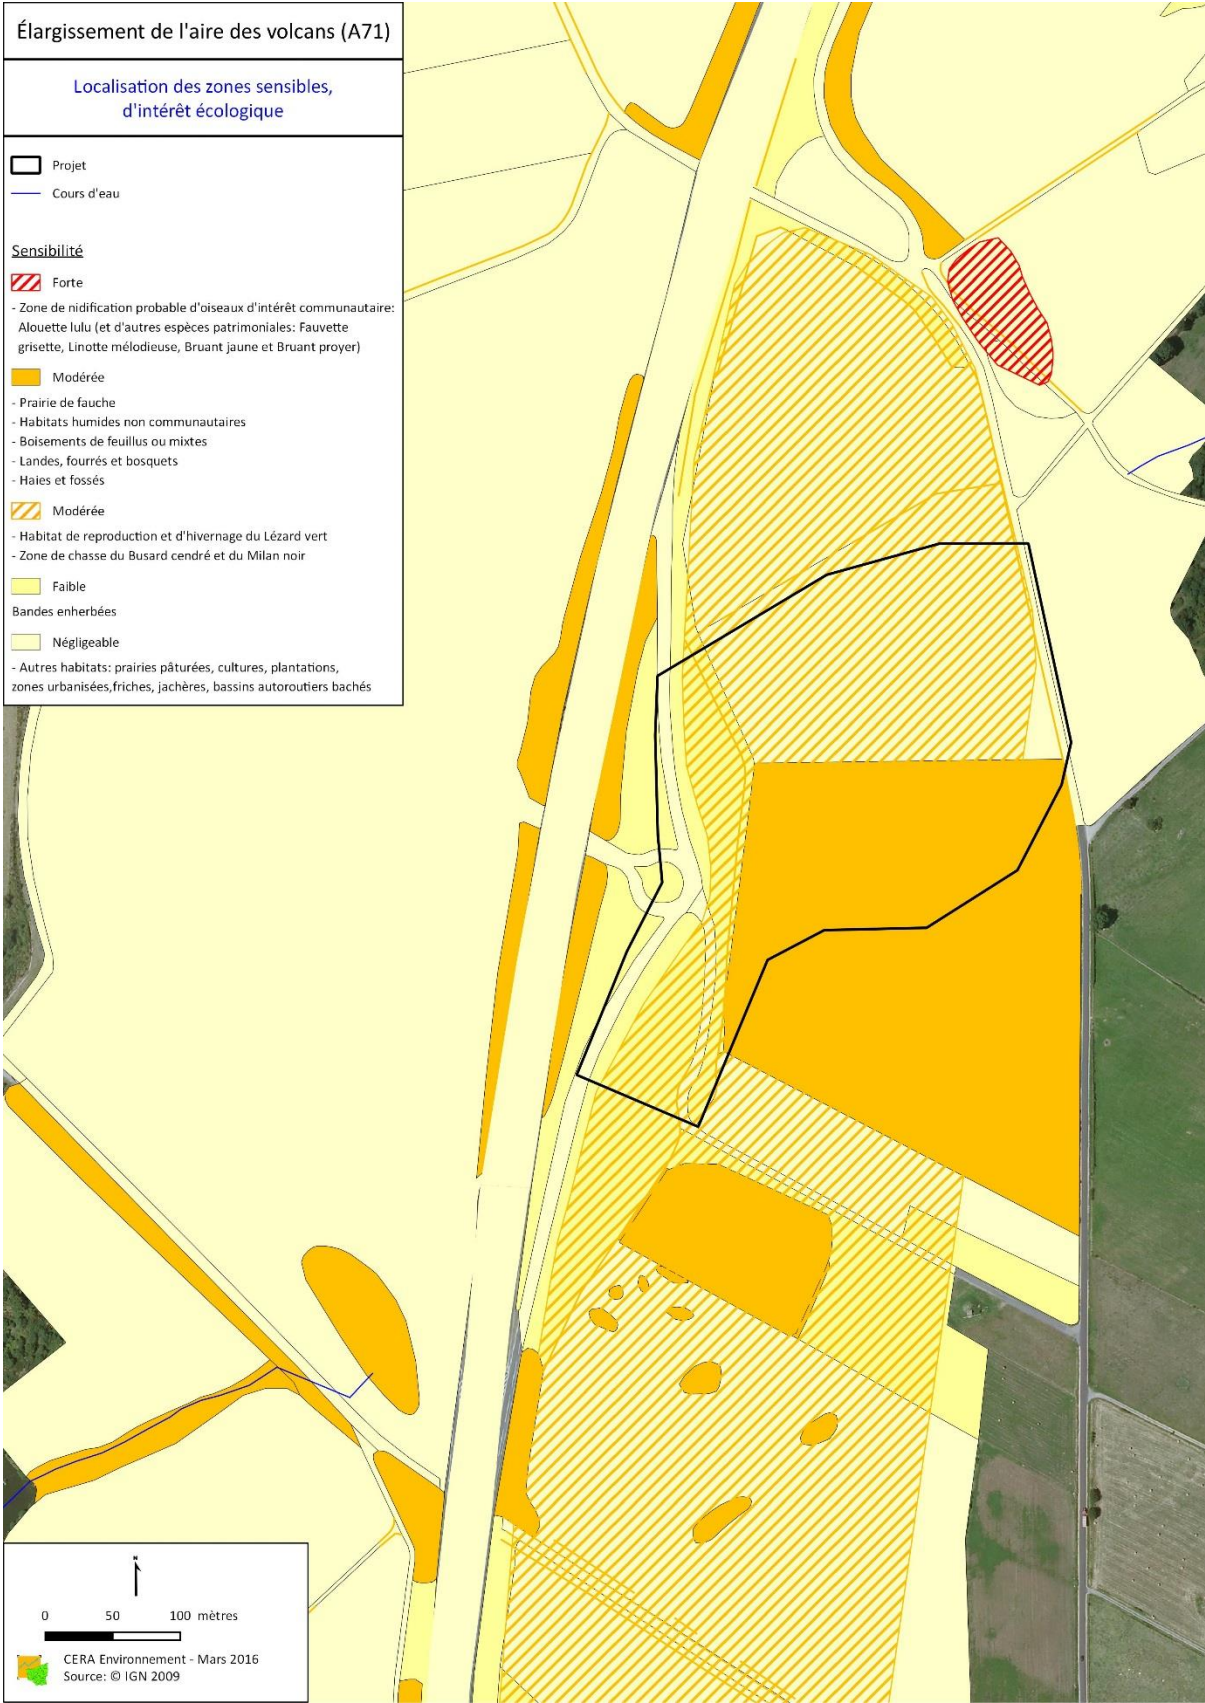 Élargissement de l'aire des volcans (A71)
Localisation des zones sensibles,
d'intérêt écologique
Projet
Cours d'eau
Sensibilité
Forte
- Zone de nidification probable d'oiseaux d'intérêt communautaire:
Alouette lulu (et d'autres espèces patrimoniales: Fauvette
grisette, Linotte mélodieuse, Bruant jaune et Bruant proyer)
Modérée
- Prairie de fauche
- Habitats humides non communautaires
- Boisements de feuillus ou mixtes
- Landes, fourrés et bosquets
- Haies et fossés
Modérée
- Habitat de reproduction et d'hivernage du Lézard vert
- Zone de chasse du Busard cendré et du Milan noir
Faible
Bandes enherbées
Négligeable
- Autres habitats: prairies pâturées, cultures, plantations,
zones urbanisées,friches, jachères, bassins autoroutiers bachés
N
0 50 100 mètres
CERA Environnement - Mars 2016
Source: © IGN 2009